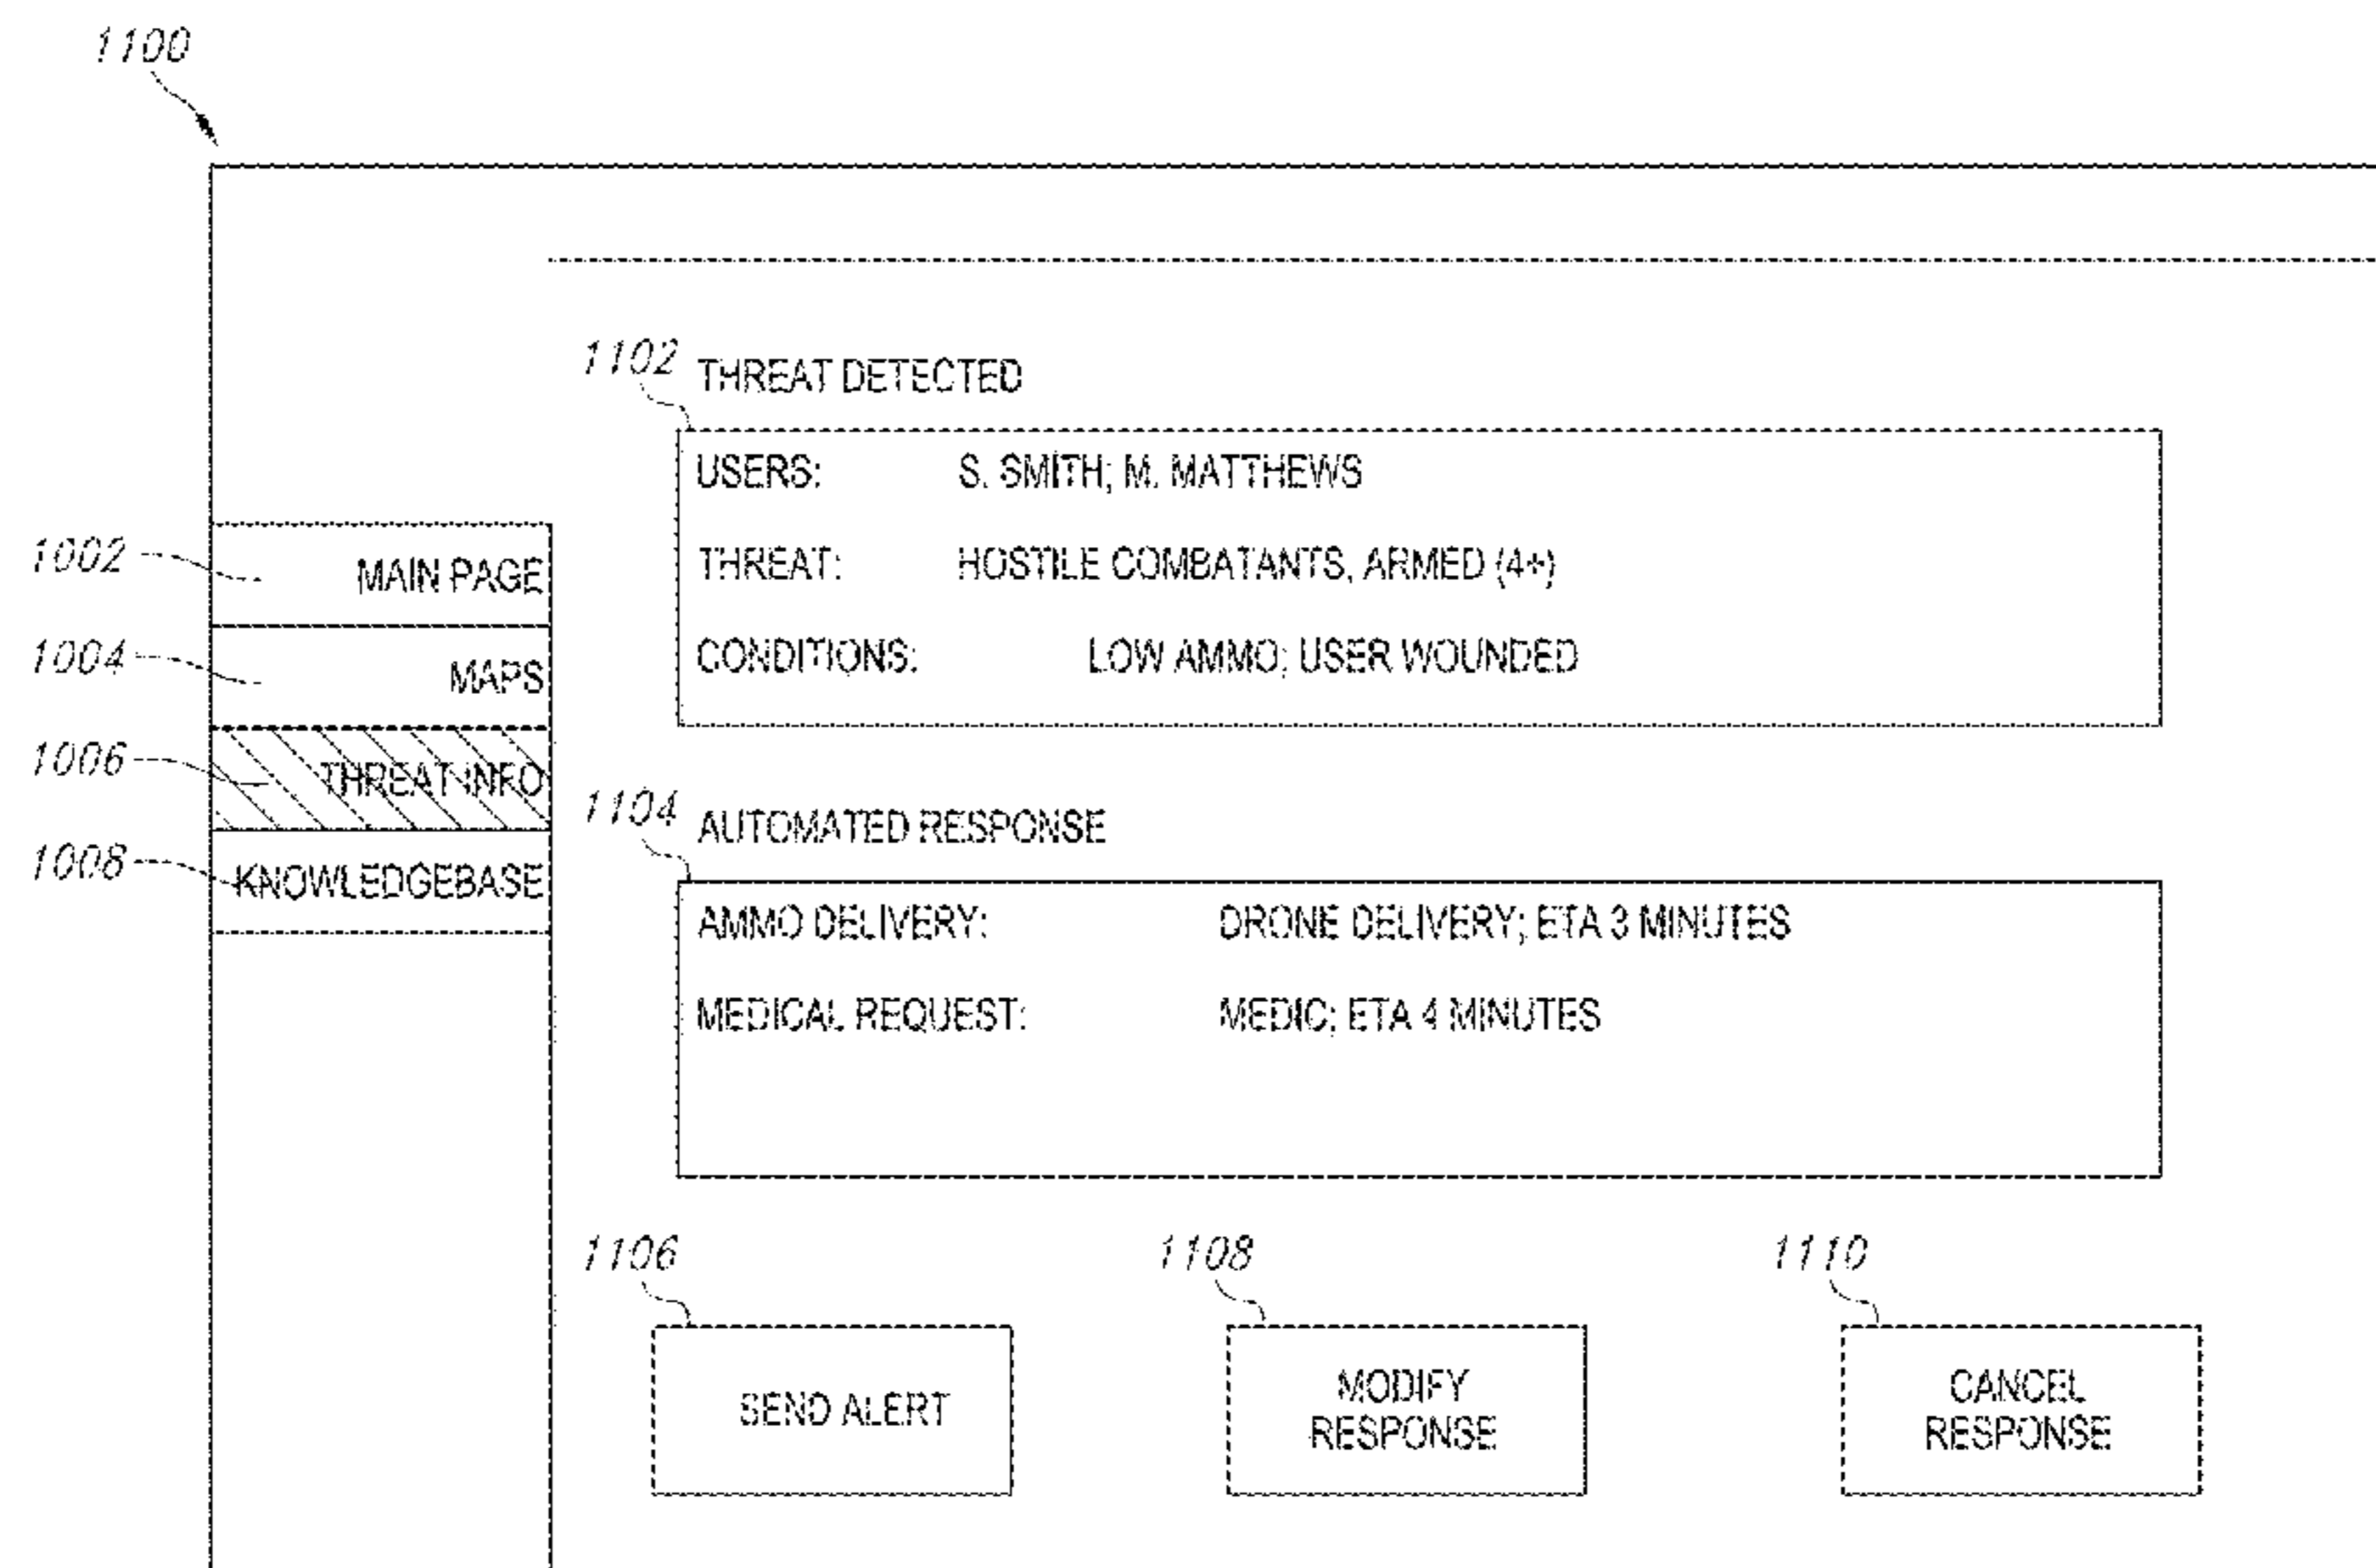 1100
1102 THREAT DETECTED
USERS: S. SMITH; M. MATTHEWS
THREAT: HOSTILE COMBATANTS, ARMED (4+)
CONDITIONS: LOW AMMO; USER WOUNDED
1002 MAIN PAGE
1004 MAPS
1006 THREAT INFO
1008 KNOWLEDGEBASE
1104 AUTOMATED RESPONSE
AMMO DELIVERY: DRONE DELIVERY; ETA 3 MINUTES
MEDICAL REQUEST: MEDIC; ETA 4 MINUTES
1106
SEND ALERT
1108
MODIFY
RESPONSE
1110
CANCEL
RESPONSE